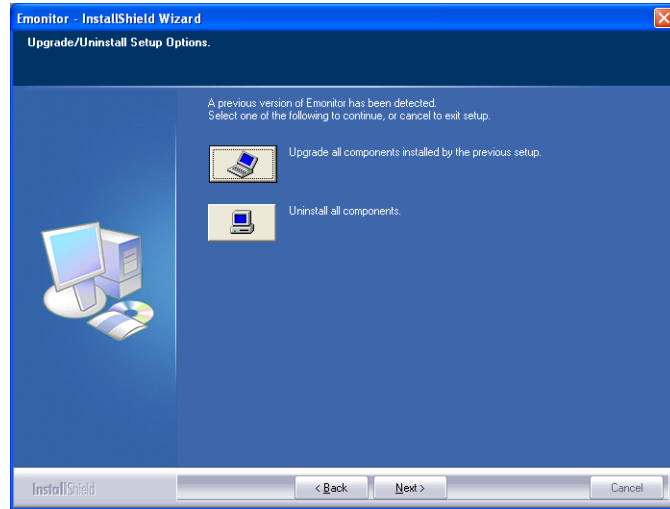 Emonitor - InstallShield Wizard
Upgrade/Uninstall Setup Options.
A previous version of Emonitor has been detected.
Select one of the following to continue, or cancel to exit setup.
Upgrade all components installed by the previous setup.
Uninstall all components.
InstallShield
< Back
Next >
Cancel